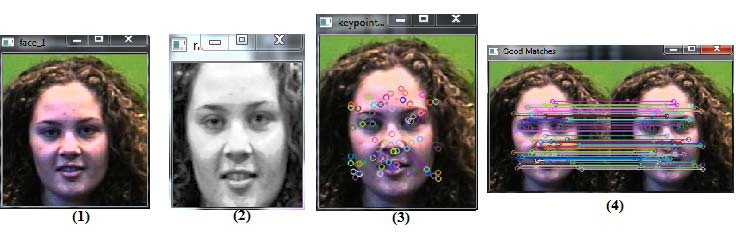 face_1
keypoint...
Good Matches
(1)
(2)
(3)
(4)